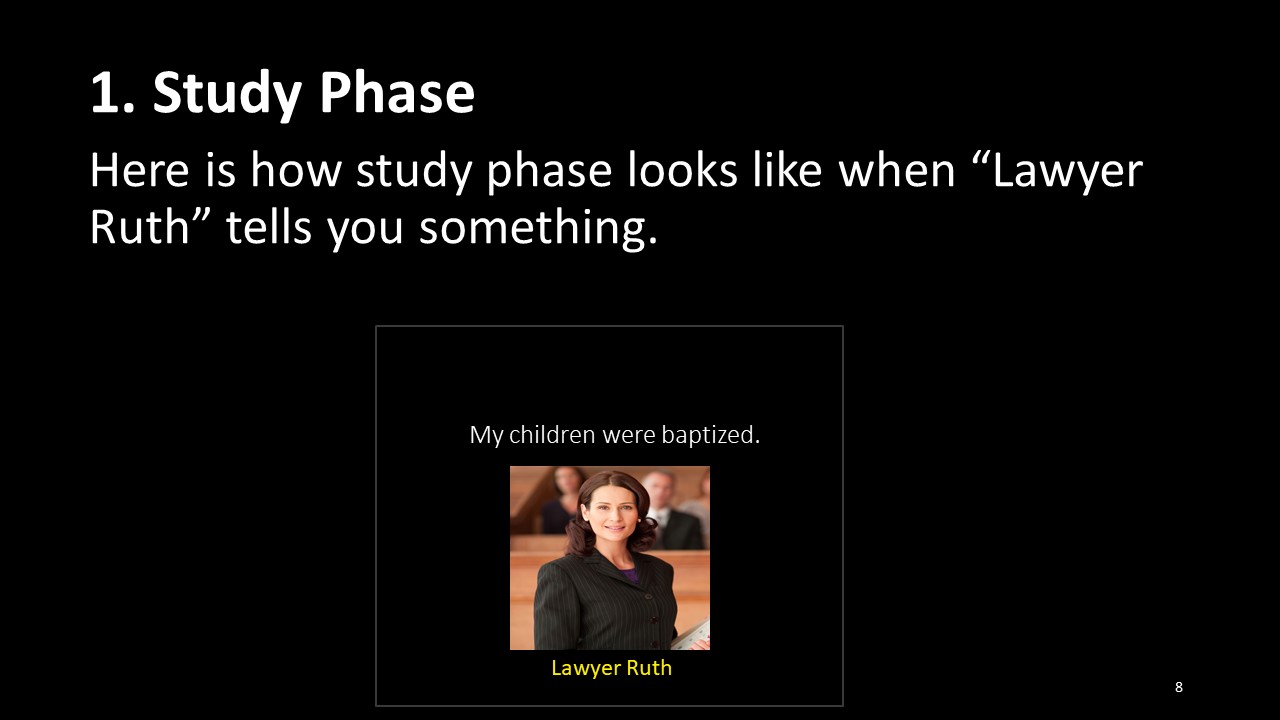 1. Study Phase
Here is how study phase looks like when “Lawyer
Ruth” tells you something.
My children were baptized.
Lawyer Ruth
8